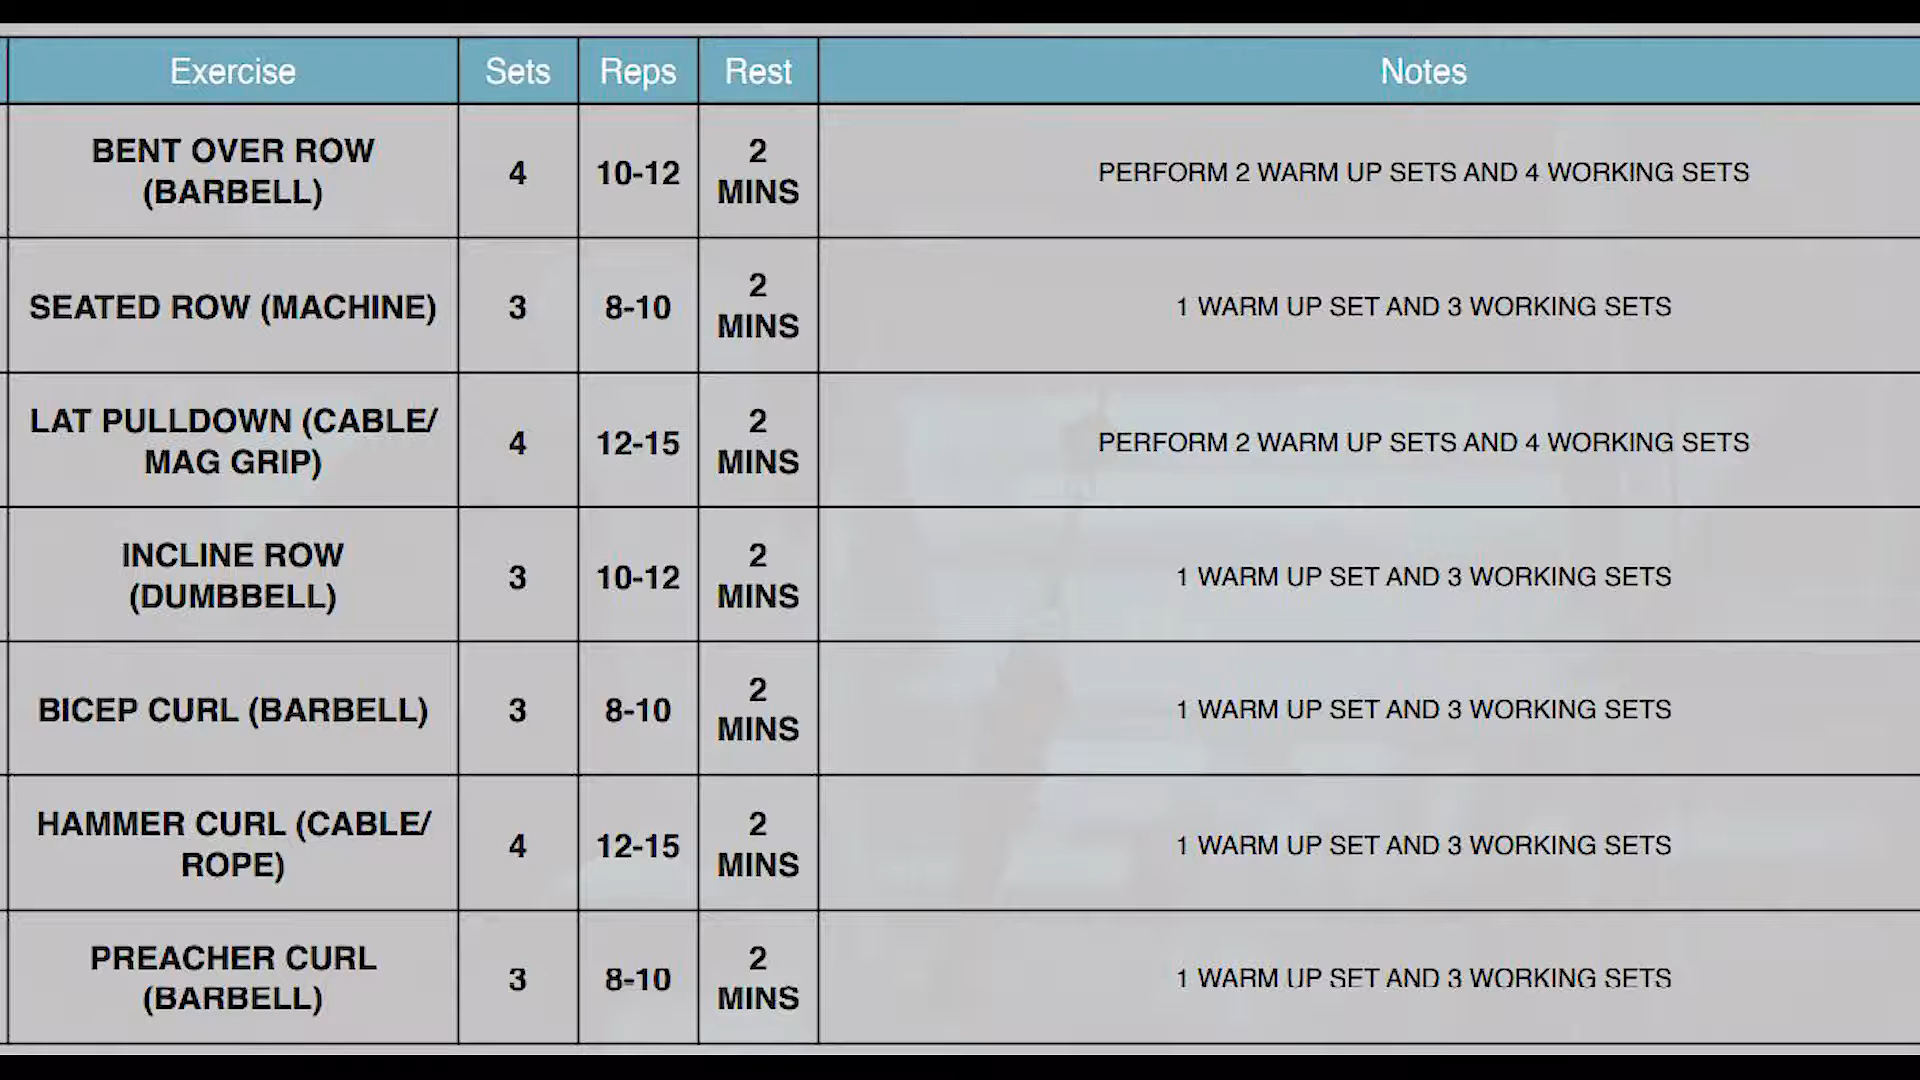 Exercise Sets Reps Rest Notes
BENT OVER ROW
(BARBELL)
4
10-12
2
MINS
PERFORM 2 WARM UP SETS AND 4 WORKING SETS
SEATED ROW (MACHINE)
3
8-10
2
MINS
1 WARM UP SET AND 3 WORKING SETS
LAT PULLDOWN (CABLE/
MAG GRIP)
4
12-15
2
MINS
PERFORM 2 WARM UP SETS AND 4 WORKING SETS
INCLINE ROW
(DUMBBELL)
3
10-12
2
MINS
1 WARM UP SET AND 3 WORKING SETS
BICEP CURL (BARBELL)
3
8-10
2
MINS
1 WARM UP SET AND 3 WORKING SETS
HAMMER CURL (CABLE/
ROPE)
4
12-15
2
MINS
1 WARM UP SET AND 3 WORKING SETS
PREACHER CURL
(BARBELL)
3
8-10
2
MINS
1 WARM UP SET AND 3 WORKING SETS